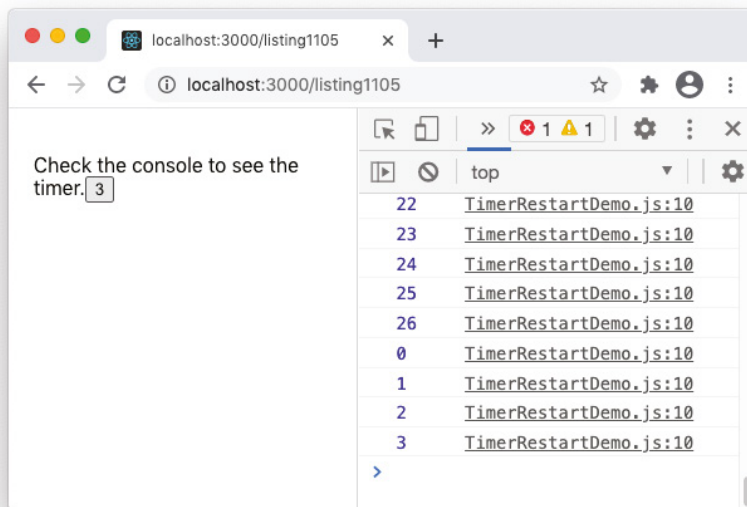 localhost:3000/listing1105
localhost:3000/listing1105
1 1
top
Check the console to see the
timer. 3
22 TimerRestartDemo.js:10
23 TimerRestartDemo.js:10
24 TimerRestartDemo.js:10
25 TimerRestartDemo.js:10
26 TimerRestartDemo.js:10
0 TimerRestartDemo.js:10
1 TimerRestartDemo.js:10
2 TimerRestartDemo.js:10
3 TimerRestartDemo.js:10